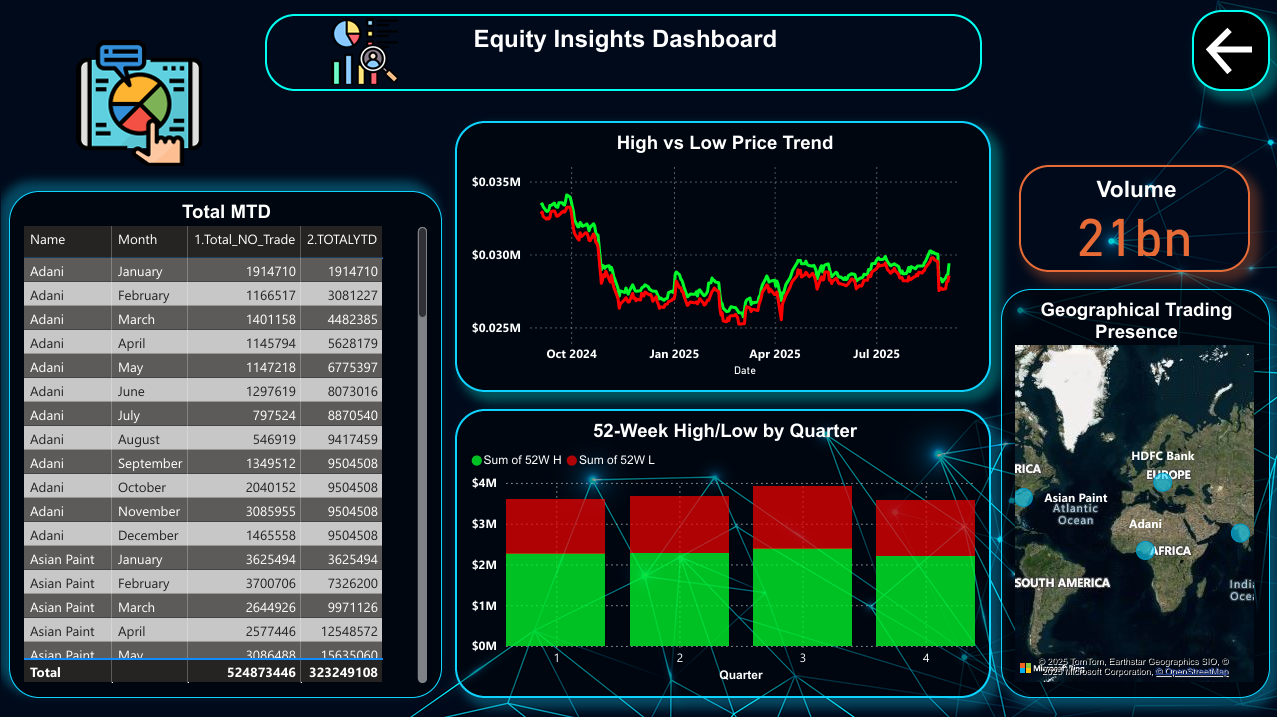 Equity Insights Dashboard
Total MTD
Name Month 1.Total_NO_Trade 2.TOTALYTD
Adani January 1914710 1914710
Adani February 1166517 3081227
Adani March 1401158 4482385
Adani April 1145794 5628179
Adani May 1147218 6775397
Adani June 1297619 8073016
Adani July 797524 8870540
Adani August 546919 9417459
Adani September 1349512 9504508
Adani October 2040152 9504508
Adani November 3085955 9504508
Adani December 1465558 9504508
Asian Paint January 3625494 3625494
Asian Paint February 3700706 7326200
Asian Paint March 2644926 9971126
Asian Paint April 2577446 12548572
Asian Paint May 3086488 15635060
Total 524873446 323249108
High vs Low Price Trend
$0.035M
$0.030M
$0.025M
Oct 2024 Jan 2025 Apr 2025 Jul 2025
Date
52-Week High/Low by Quarter
Sum of 52W H Sum of 52W L
$4M
$3M
$2M
$1M
$0M
1 2 3 4
Quarter
Volume
21bn
Geographical Trading
Presence
HDFC Bank
RICA
EUROPE
Asian Paint
Atlantic
Ocean
Adani
AFRICA
SOUTH AMERICA
India
Ocea
© 2025 TomTom, Earthstar Geographics SIO, ©
2025 Microsoft Corporation, © OpenStreetMap